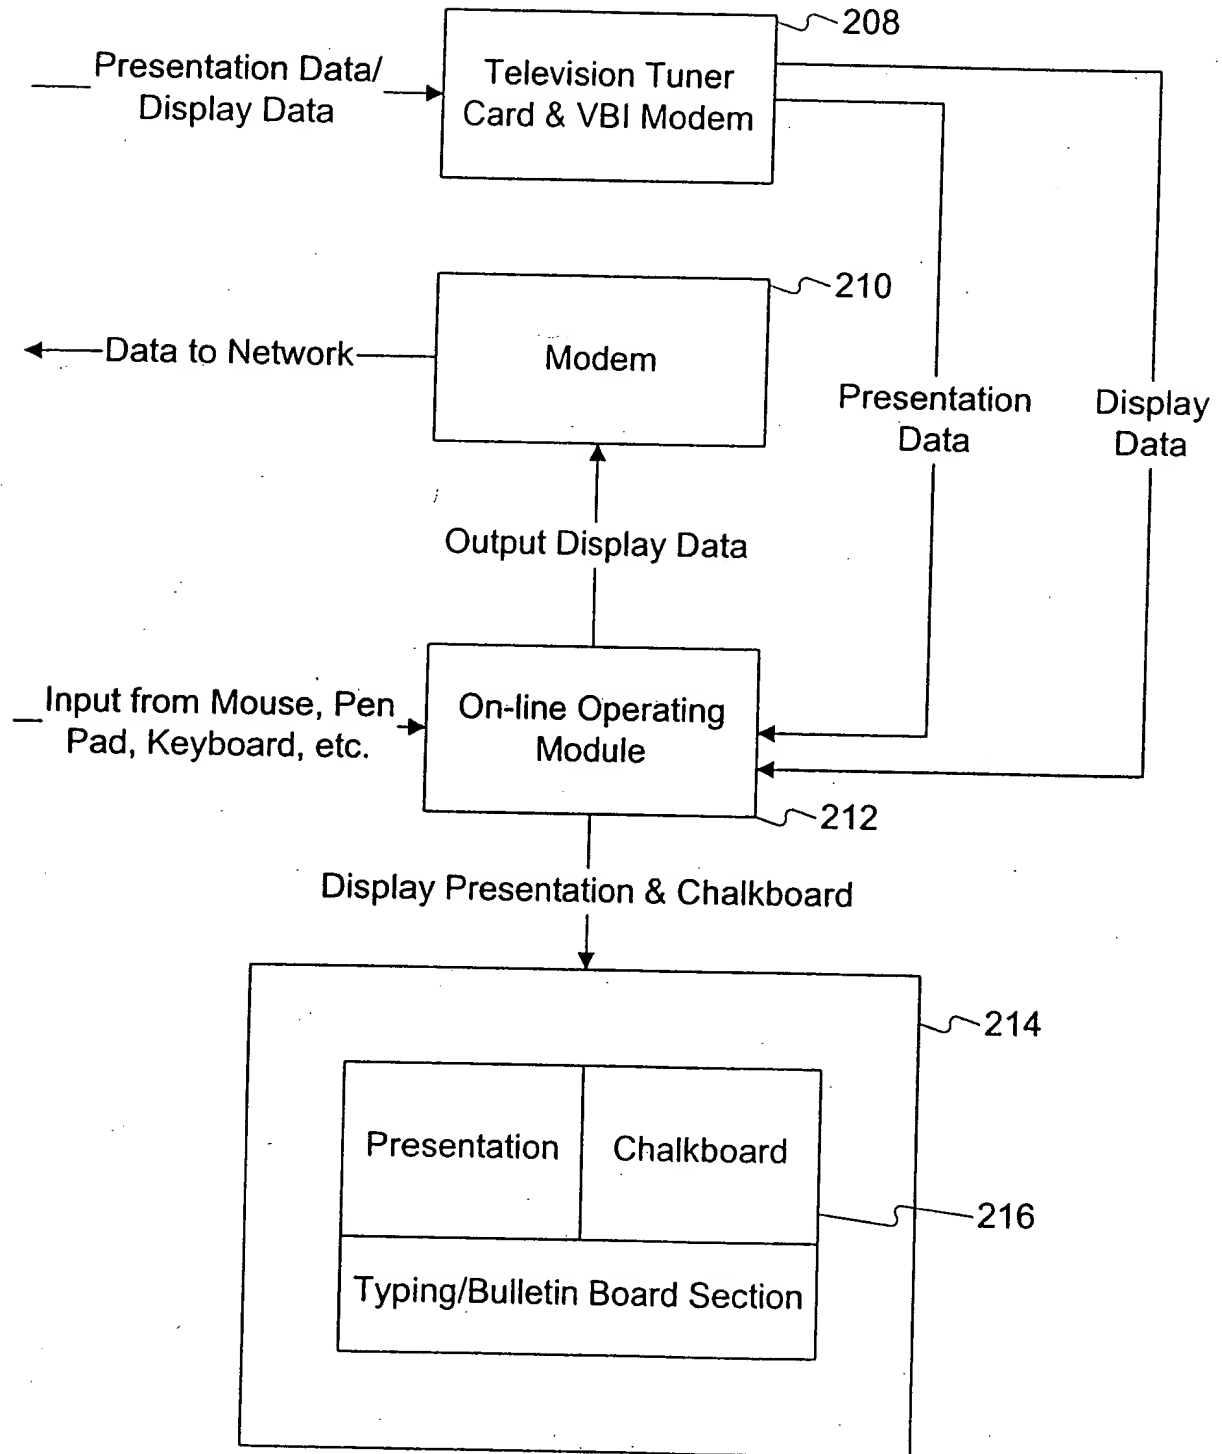 208
Presentation Data/
Display Data
Television Tuner
Card & VBI Modem
210
Data to Network
Modem
Presentation
Data
Display
Data
Output Display Data
Input from Mouse, Pen
Pad, Keyboard, etc.
On-line Operating
Module
212
Display Presentation & Chalkboard
214
Presentation
Chalkboard
216
Typing/Bulletin Board Section